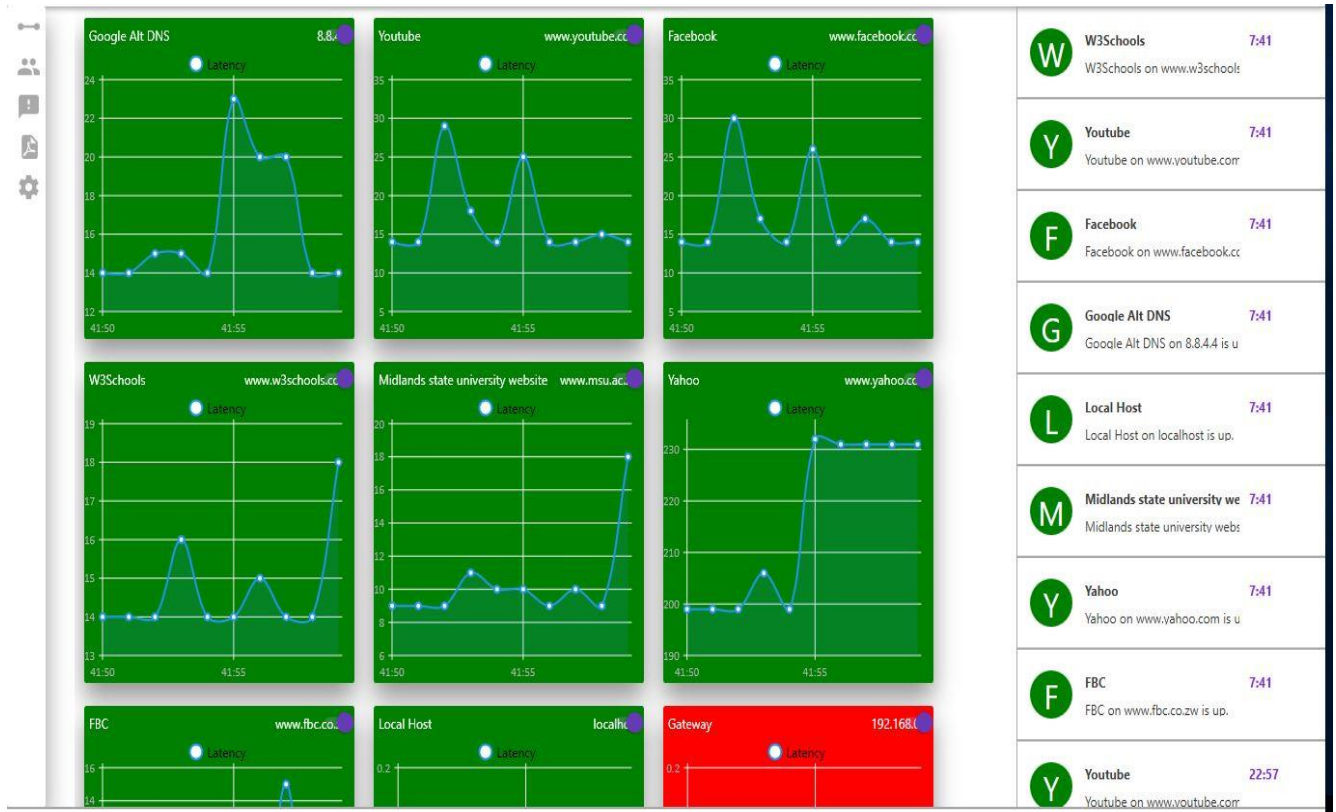 Google Alt DNS 8.8.4
Latency
24
22
20
18
16
14
12
41:50 41:55
Youtube www.youtube.cc
Latency
35
30
25
20
15
10
5
41:50 41:55
Facebook www.facebook.cc
Latency
35
30
25
20
15
10
5
41:50 41:55
W3Schools www.w3schools.cc
Latency
19
18
17
16
15
14
13
41:50 41:55
Midlands state university website www.msu.ac..
Latency
20
18
16
14
12
10
8
6
41:50 41:55
Yahoo www.yahoo.cc
Latency
230
220
210
200
190
41:50 41:55
FBC www.fbc.co..
Latency
16
14
Local Host localho
Latency
0.2
Gateway 192.168.0
Latency
0.2
W
W3Schools 7:41
W3Schools on www.w3schools
Y
Youtube 7:41
Youtube on www.youtube.com
F
Facebook 7:41
Facebook on www.facebook.cc
G
Google Alt DNS 7:41
Google Alt DNS on 8.8.4.4 is u
L
Local Host 7:41
Local Host on localhost is up.
M
Midlands state university we 7:41
Midlands state university webs
Y
Yahoo 7:41
Yahoo on www.yahoo.com is u
F
FBC 7:41
FBC on www.fbc.co.zw is up.
Y
Youtube 22:57
Youtube on www.youtube.com